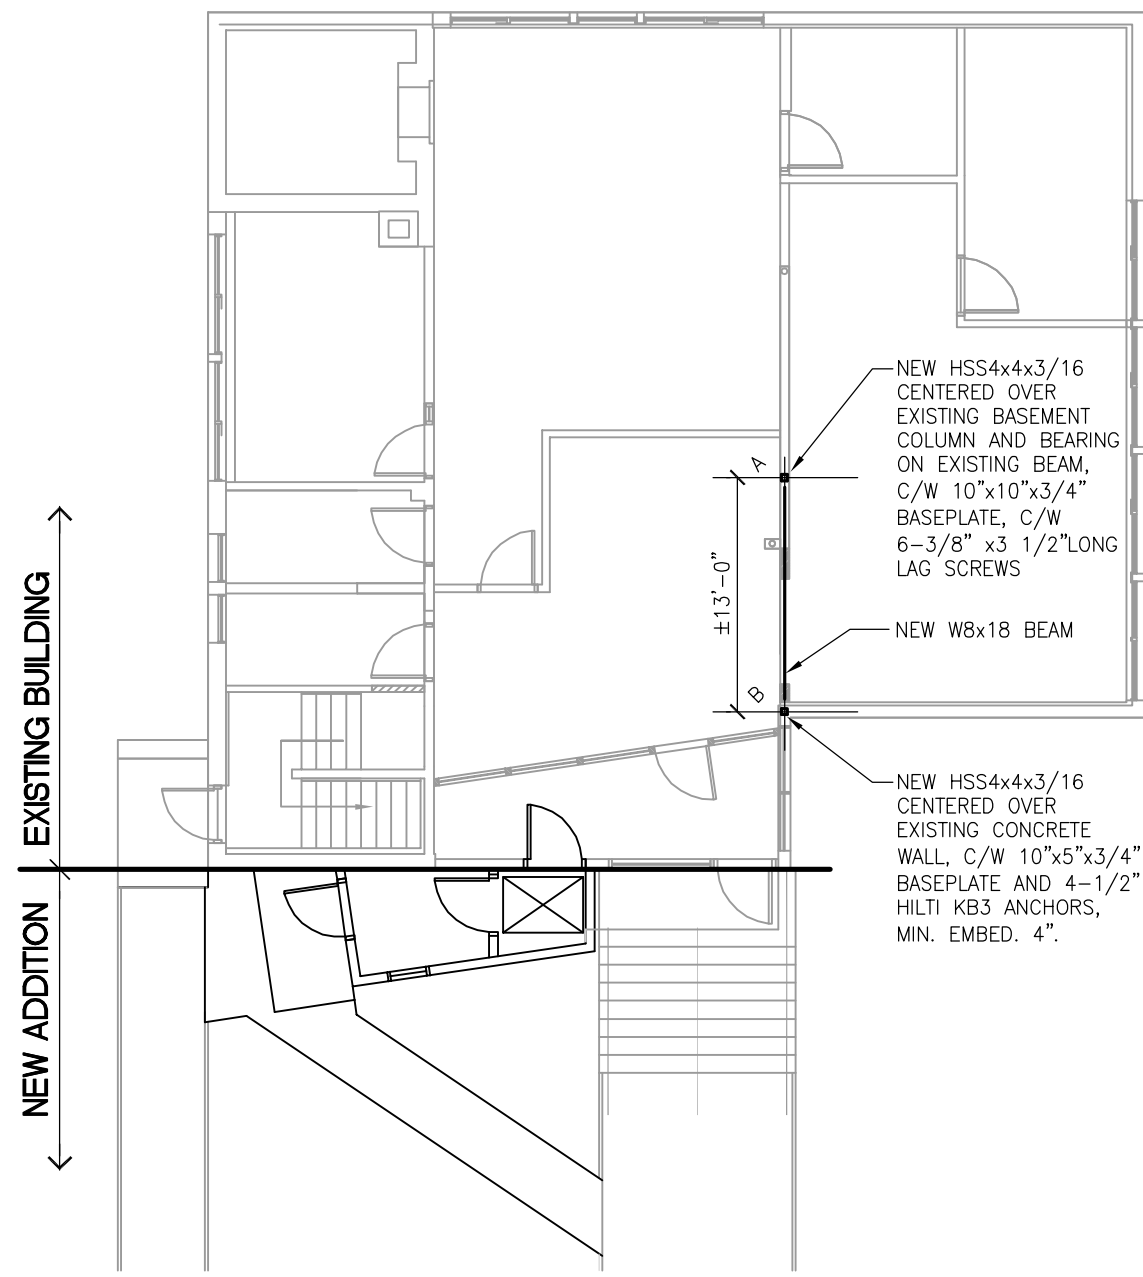 NEW HSS4x4x3/16
CENTERED OVER
EXISTING BASEMENT
COLUMN AND BEARING
ON EXISTING BEAM,
C/W 10"x10"x3/4"
BASEPLATE, C/W
6-3/8" x3 1/2"LONG
LAG SCREWS
A
±13'-0"
NEW W8x18 BEAM
B
NEW HSS4x4x3/16
CENTERED OVER
EXISTING CONCRETE
WALL, C/W 10"x5"x3/4"
BASEPLATE AND 4-1/2"
HILTI KB3 ANCHORS,
MIN. EMBED. 4".
EXISTING BUILDING
NEW ADDITION